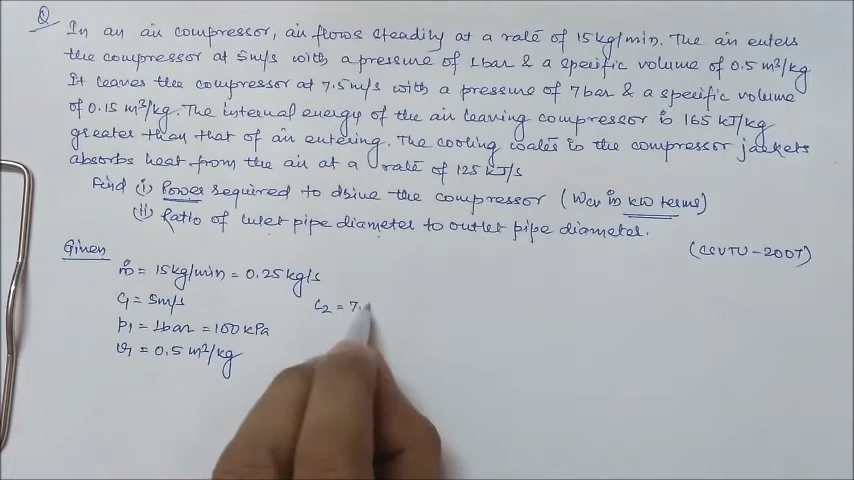 Q In an air compressor, air flows steadily at a rate of 15kg/min. The air enters
the compressor at 5m/s with a pressure of 1bar & a specific volume of 0.5 m³/kg
It leaves the compressor at 7.5m/s with a pressure of 7bar & a specific volume
of 0.15 m³/kg. The internal energy of the air leaving compressor is 165 kJ/kg
greater than that of air entering. The cooling water in the compressor jackets
absorbs heat from the air at a rate of 125 kJ/s
Find (i) Power required to drive the compressor (Wcv in kW terms)
(ii) Ratio of inlet pipe diameter to outlet pipe diameter.
(CSVTU-2007)
Given
ṁ = 15kg/min = 0.25kg/s
C1 = 5m/s C2 = 7.
p1 = 1bar = 100kPa
v1 = 0.5 m³/kg